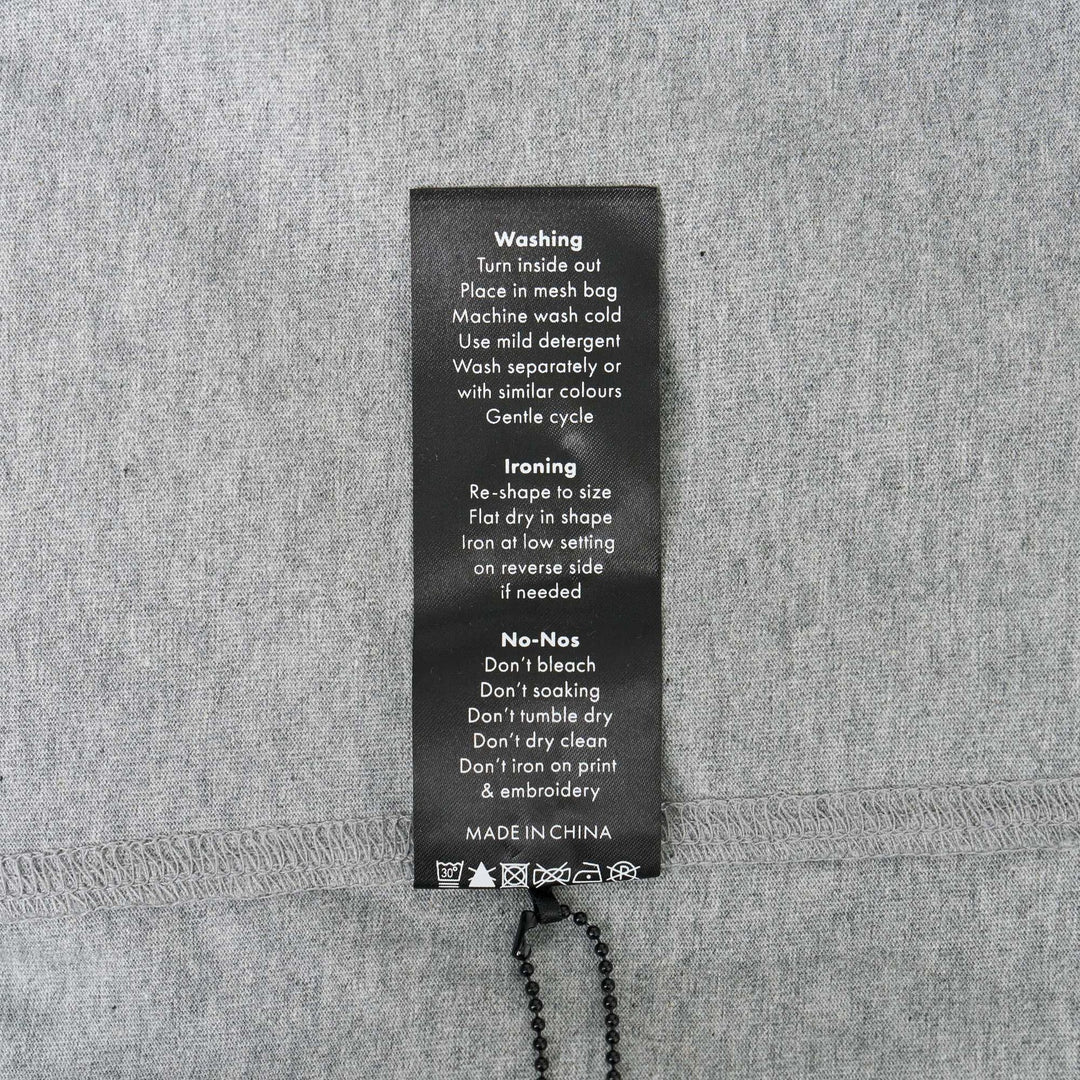 Washing
Turn inside out
Place in mesh bag
Machine wash cold
Use mild detergent
Wash separately or
with similar colours
Gentle cycle
Ironing
Re-shape to size
Flat dry in shape
Iron at low setting
on reverse side
if needed
No-Nos
Don't bleach
Don't soaking
Don't tumble dry
Don't dry clean
Don't iron on print
& embroidery
MADE IN CHINA
30° P